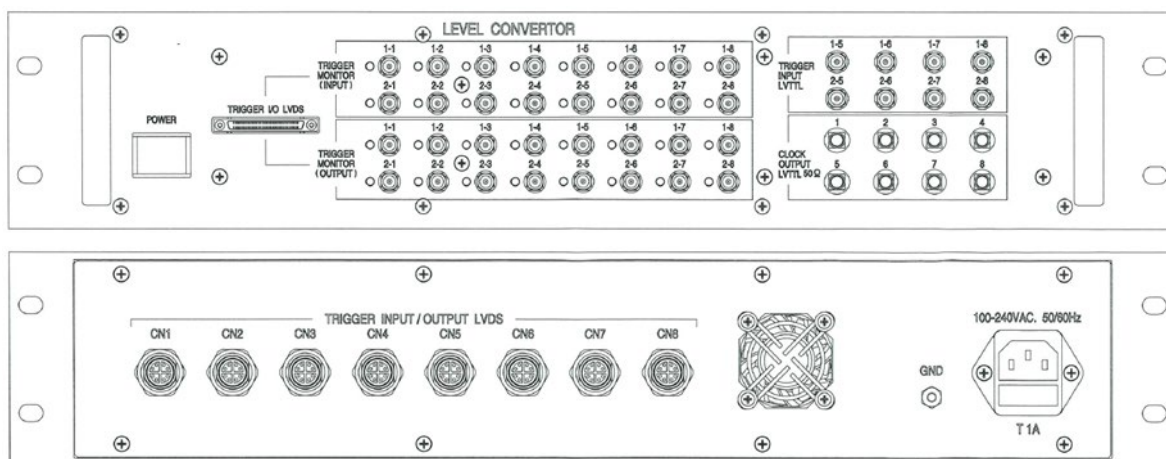 LEVEL CONVERTOR
POWER
TRIGGER I/O LVDS
TRIGGER
MONITOR
(INPUT)
1-1 1-2 1-3 1-4 1-5 1-6 1-7 1-8
2-1 2-2 2-3 2-4 2-5 2-6 2-7 2-8
TRIGGER
MONITOR
(OUTPUT)
1-1 1-2 1-3 1-4 1-5 1-6 1-7 1-8
2-1 2-2 2-3 2-4 2-5 2-6 2-7 2-8
TRIGGER
INPUT
LVTTL
1-5 1-6 1-7 1-8
2-5 2-6 2-7 2-8
CLOCK
OUTPUT
LVTTL 50Ω
1 2 3 4
5 6 7 8
TRIGGER INPUT/OUTPUT LVDS
CN1 CN2 CN3 CN4 CN5 CN6 CN7 CN8
GND
100-240VAC. 50/60Hz
T 1A